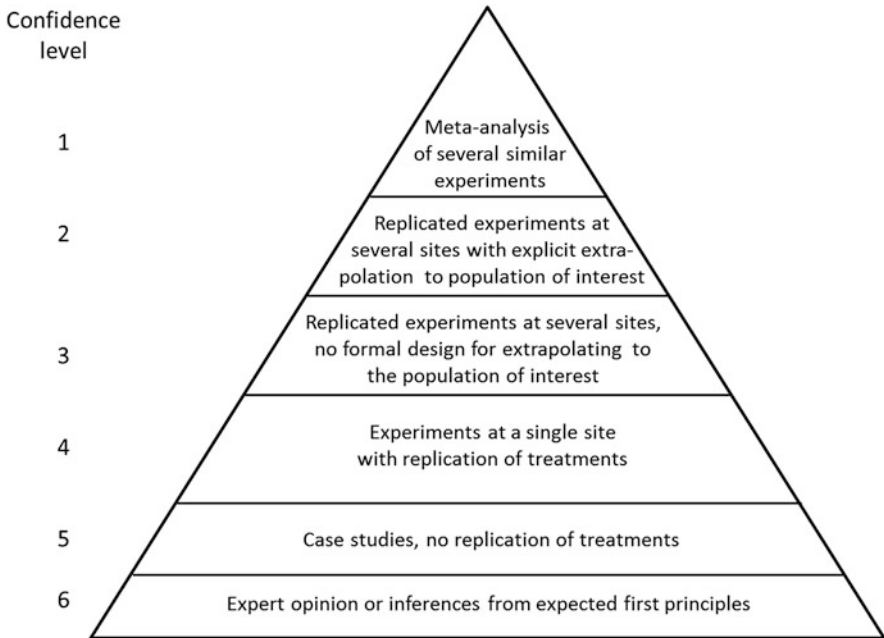 Confidence
level
1
Meta-analysis
of several similar
experiments
2
Replicated experiments at
several sites with explicit extra-
polation to population of interest
3
Replicated experiments at several sites,
no formal design for extrapolating to
the population of interest
4
Experiments at a single site
with replication of treatments
5
Case studies, no replication of treatments
6
Expert opinion or inferences from expected first principles